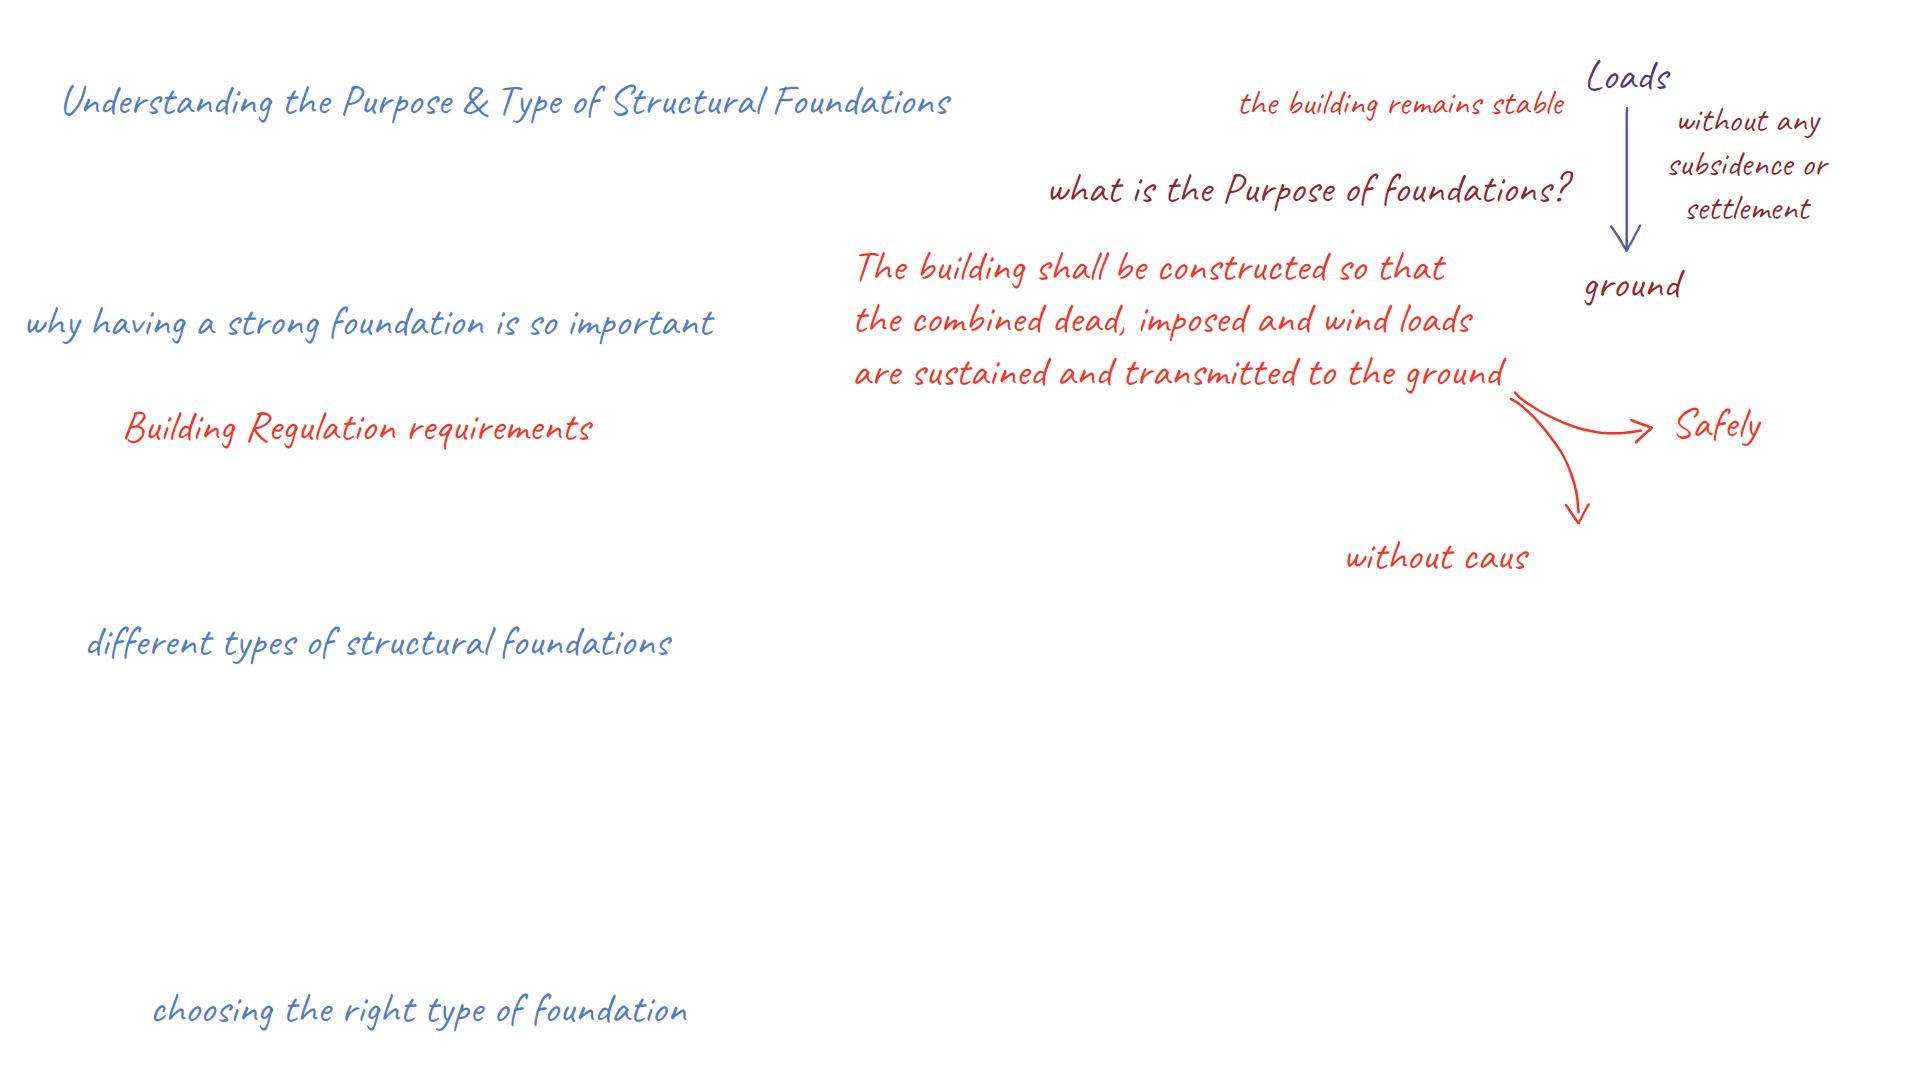 Understanding the Purpose & Type of Structural Foundations
the building remains stable
Loads
without any
subsidence or
settlement
what is the Purpose of foundations?
ground
The building shall be constructed so that
the combined dead, imposed and wind loads
are sustained and transmitted to the ground
why having a strong foundation is so important
Building Regulation requirements
Safely
without caus
different types of structural foundations
choosing the right type of foundation